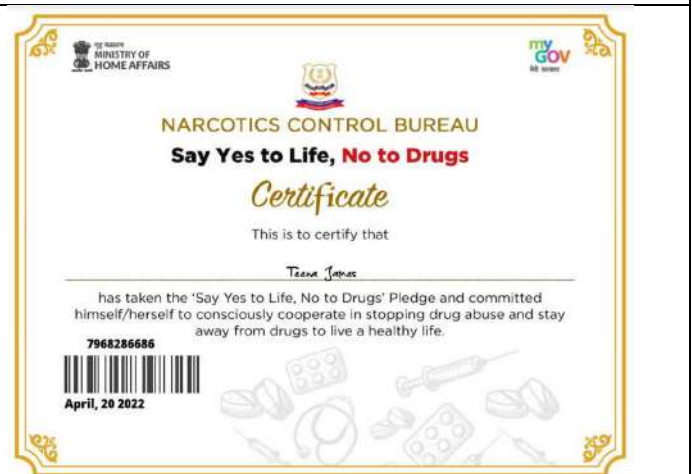 गृह मंत्रालय
MINISTRY OF
HOME AFFAIRS
my
GOV
मेरी सरकार
NARCOTICS CONTROL BUREAU
Say Yes to Life, No to Drugs
Certificate
This is to certify that
Teena James
has taken the 'Say Yes to Life, No to Drugs' Pledge and committed
himself/herself to consciously cooperate in stopping drug abuse and stay
away from drugs to live a healthy life.
7968286686
April, 20 2022